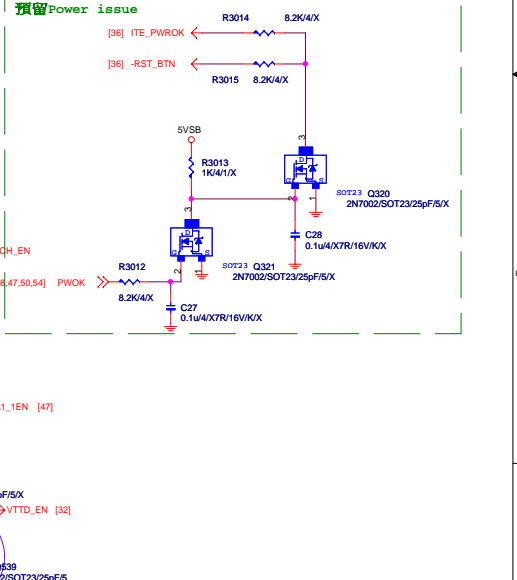 預留Power issue
R3014 8.2K/4/X
[36] ITE_PWROK
[36] -RST_BTN
R3015 8.2K/4/X
5VSB
3
R3013
1K/4/1/X
D
G S
2 1
SOT23 Q320
2N7002/SOT23/25pF/5/X
3
D
G S
2 1
C28
0.1u/4/X7R/16V/K/X
CH_EN
SOT23 Q321
2N7002/SOT23/25pF/5/X
R3012
8,47,50,54] PWOK
8.2K/4/X
C27
0.1u/4/X7R/16V/K/X
1_1EN [47]
pF/5/X
VTTD_EN [32]
539
2/SOT23/25pF/5